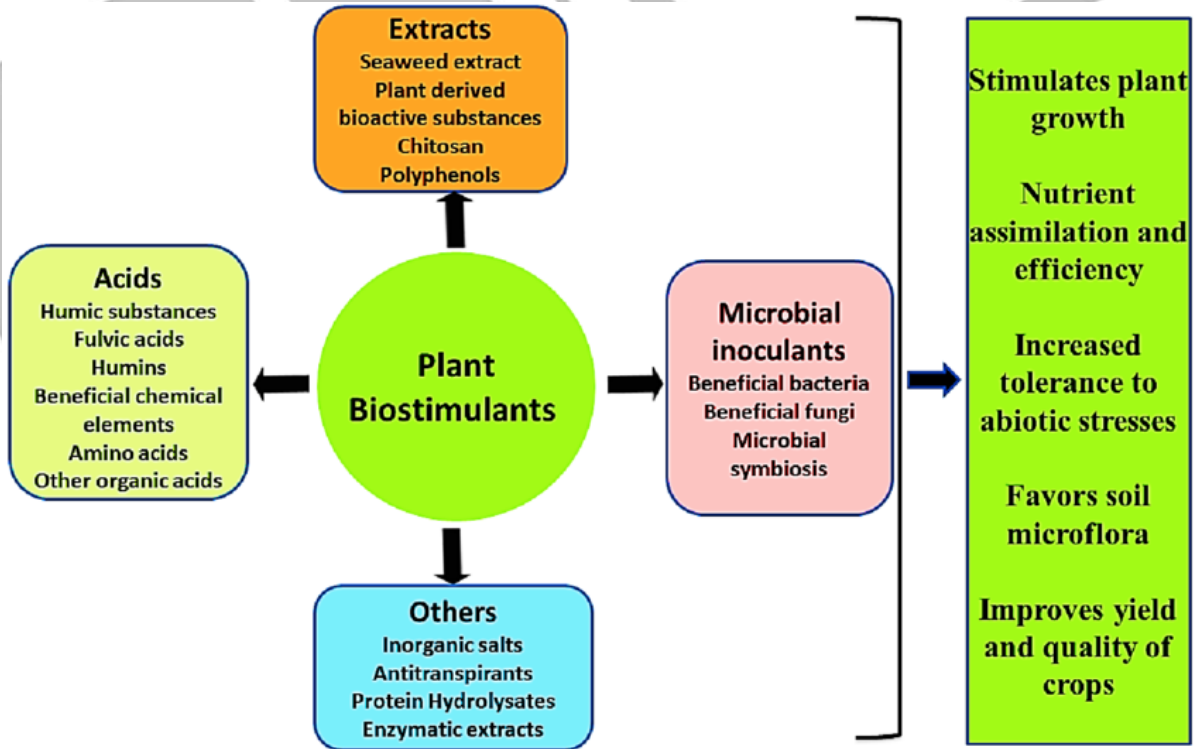 Extracts
Seaweed extract
Plant derived
bioactive substances
Chitosan
Polyphenols
Acids
Humic substances
Fulvic acids
Humins
Beneficial chemical
elements
Amino acids
Other organic acids
Plant
Biostimulants
Microbial
inoculants
Beneficial bacteria
Beneficial fungi
Microbial
symbiosis
Others
Inorganic salts
Antitranspirants
Protein Hydrolysates
Enzymatic extracts
Stimulates plant
growth
Nutrient
assimilation and
efficiency
Increased
tolerance to
abiotic stresses
Favors soil
microflora
Improves yield
and quality of
crops